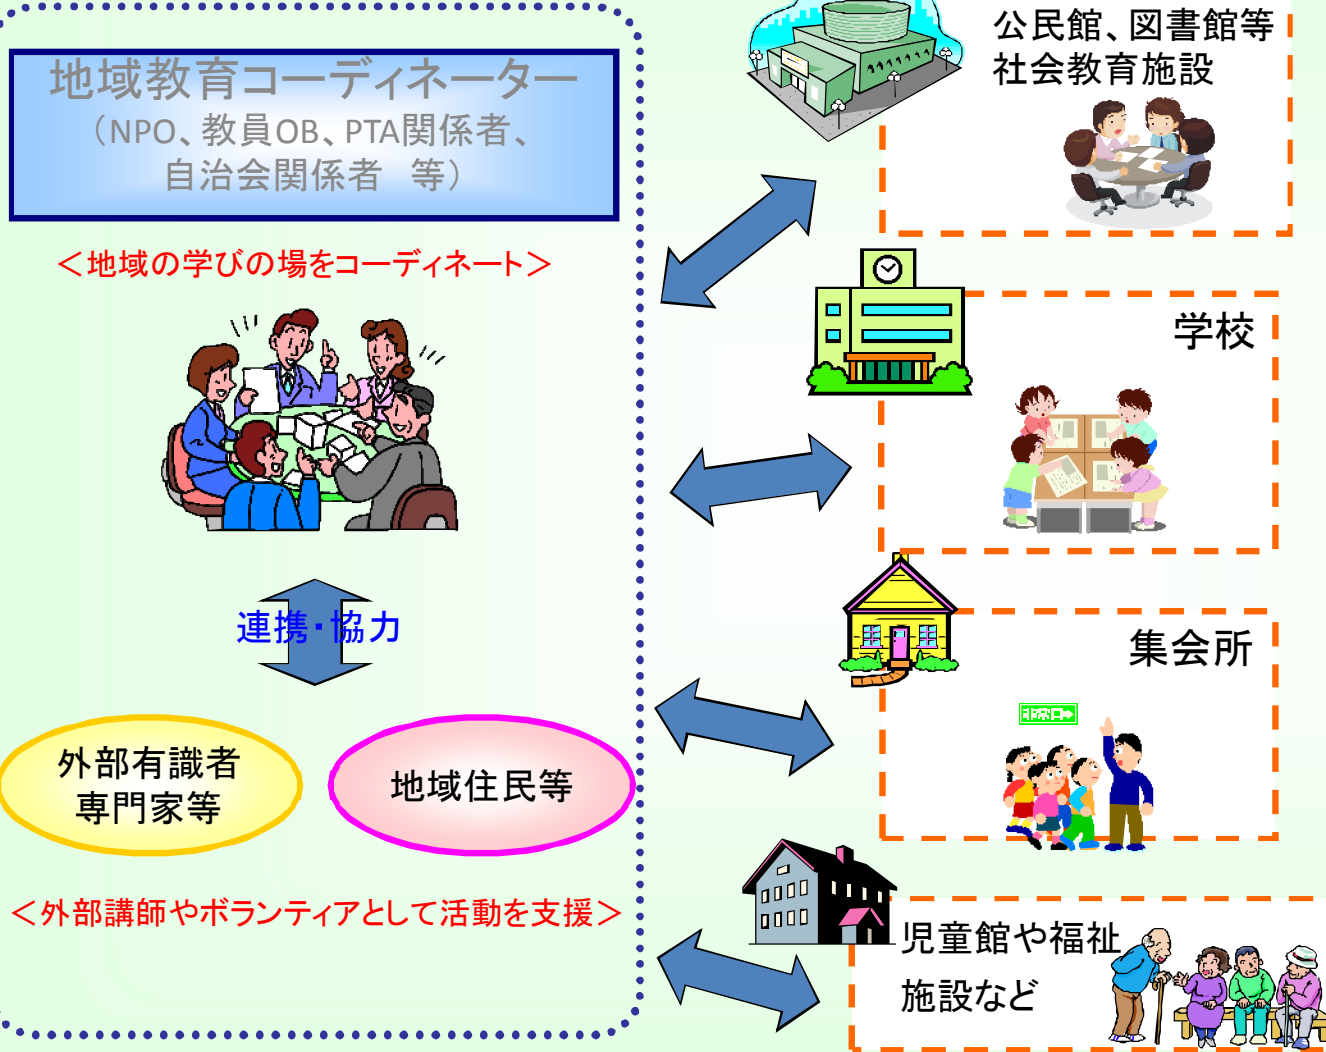 地域教育コーディネーター
（NPO、教員OB、PTA関係者、
自治会関係者　等）
＜地域の学びの場をコーディネート＞
連携・協力
外部有識者
専門家等
地域住民等
＜外部講師やボランティアとして活動を支援＞
公民館、図書館等
社会教育施設
学校
集会所
児童館や福祉
施設など